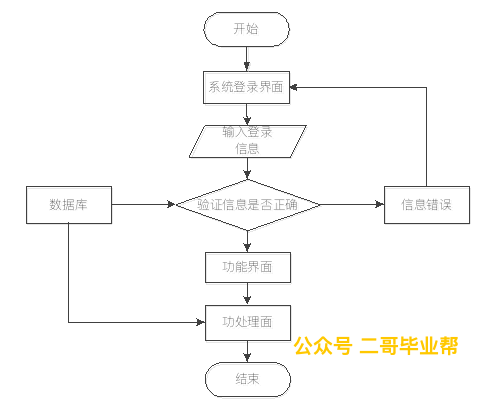 开始
系统登录界面
输入登录
信息
数据库
验证信息是否正确
信息错误
功能界面
功处理面
公众号 二哥毕业帮
结束